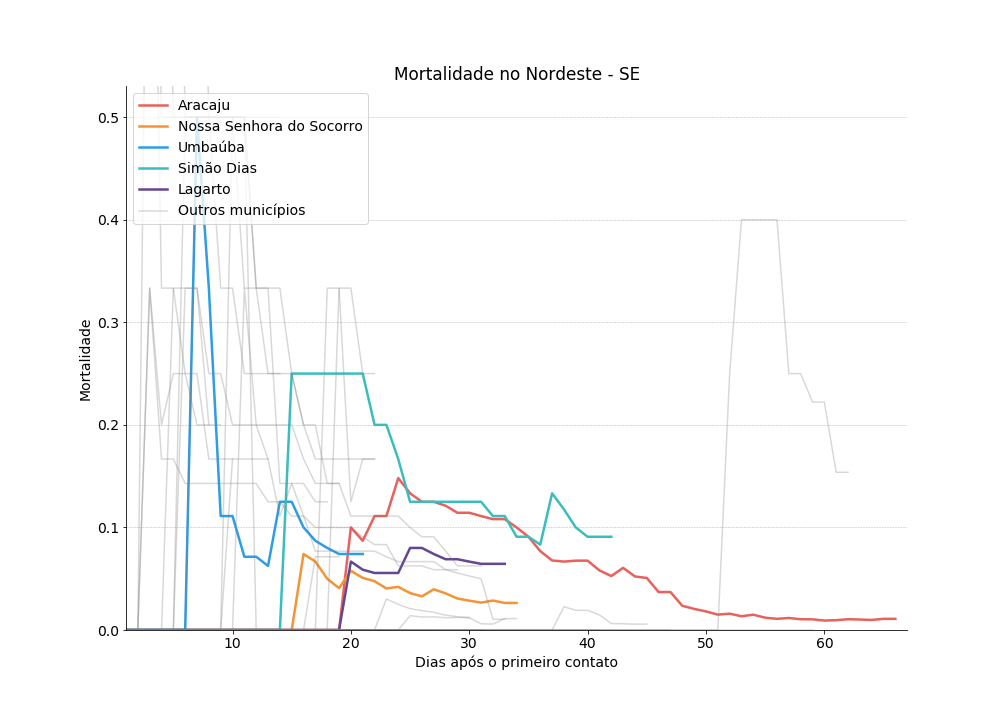 Mortalidade no Nordeste - SE
Aracaju
Nossa Senhora do Socorro
Umbaúba
Simão Dias
Lagarto
Outros municípios
Mortalidade
0.5
0.4
0.3
0.2
0.1
0.0
10
20
30
40
50
60
Dias após o primeiro contato